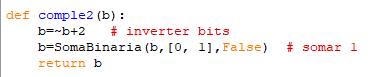 def comple2(b):
    b=~b+2   # inverter bits
    b=SomaBinaria(b,[0, 1],False)  # somar 1
    return b